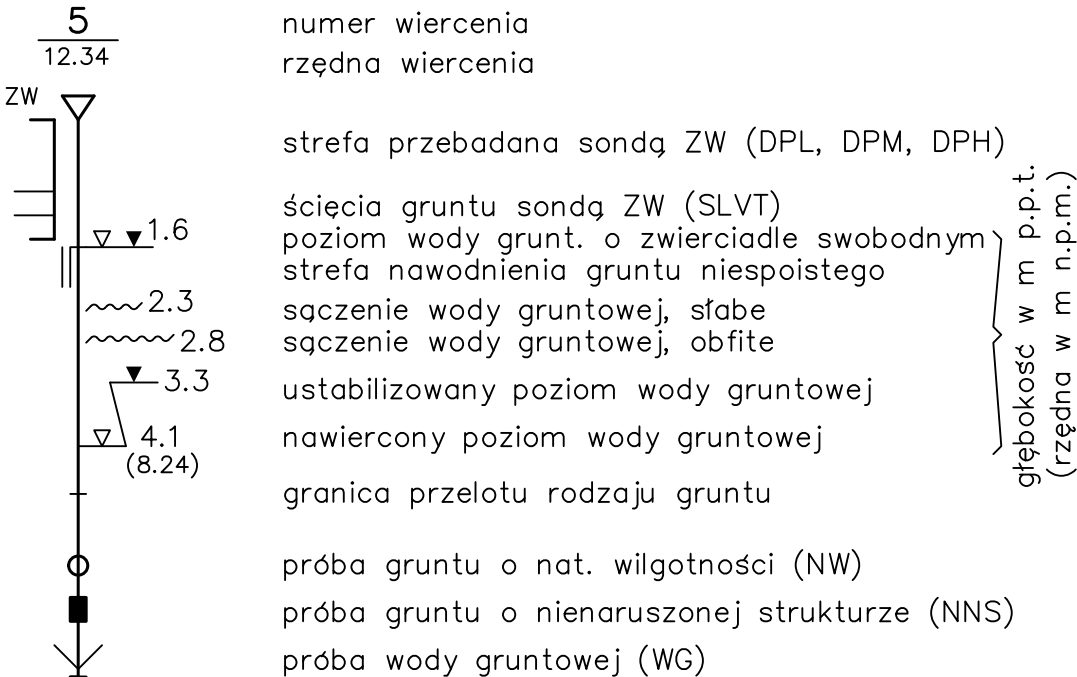 5
numer wiercenia
12.34
rzędna wiercenia
ZW
strefa przebadana sondą ZW (DPL, DPM, DPH)
ścięcia gruntu sondą ZW (SLVT)
1.6
poziom wody grunt. o zwierciadle swobodnym
strefa nawodnienia gruntu niespoistego
2.3
sączenie wody gruntowej, słabe
2.8
sączenie wody gruntowej, obfite
3.3
ustabilizowany poziom wody gruntowej
4.1
nawiercony poziom wody gruntowej
(8.24)
granica przelotu rodzaju gruntu
próba gruntu o nat. wilgotności (NW)
próba gruntu o nienaruszonej strukturze (NNS)
próba wody gruntowej (WG)
głębokość w m p.p.t.
(rzędna w m n.p.m.)